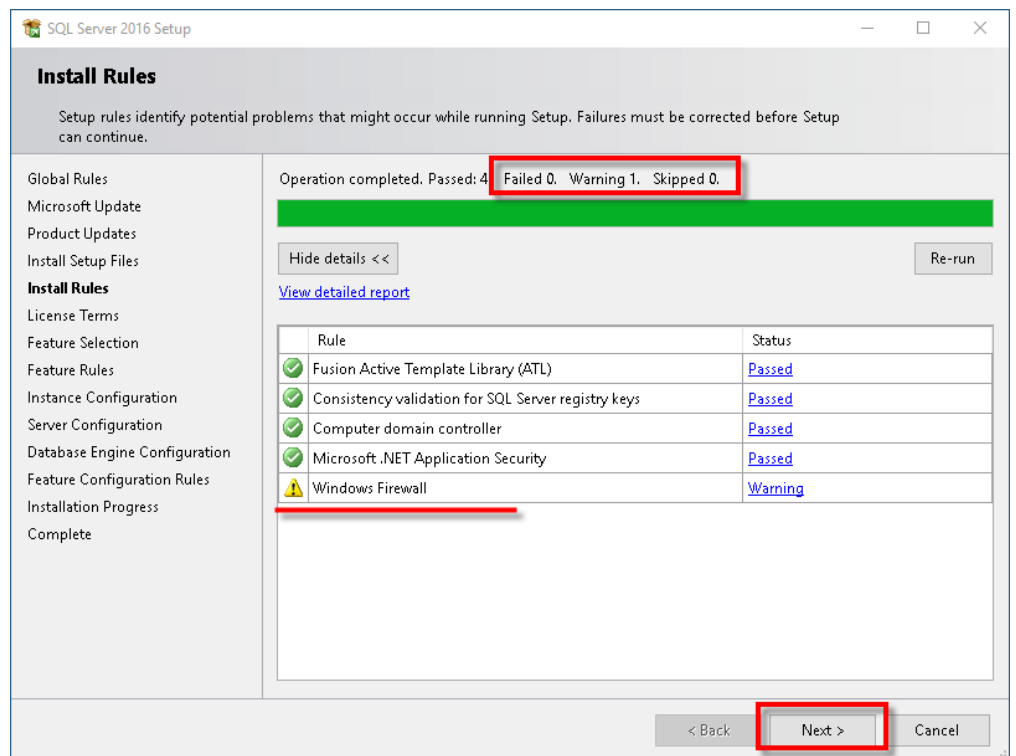 SQL Server 2016 Setup
Install Rules
Setup rules identify potential problems that might occur while running Setup. Failures must be corrected before Setup
can continue.
Global Rules
Microsoft Update
Product Updates
Install Setup Files
Install Rules
License Terms
Feature Selection
Feature Rules
Instance Configuration
Server Configuration
Database Engine Configuration
Feature Configuration Rules
Installation Progress
Complete
Operation completed. Passed: 4 Failed 0. Warning 1. Skipped 0.
Hide details <<
Re-run
View detailed report
Rule Status
Fusion Active Template Library (ATL) Passed
Consistency validation for SQL Server registry keys Passed
Computer domain controller Passed
Microsoft .NET Application Security Passed
Windows Firewall Warning
< Back Next > Cancel